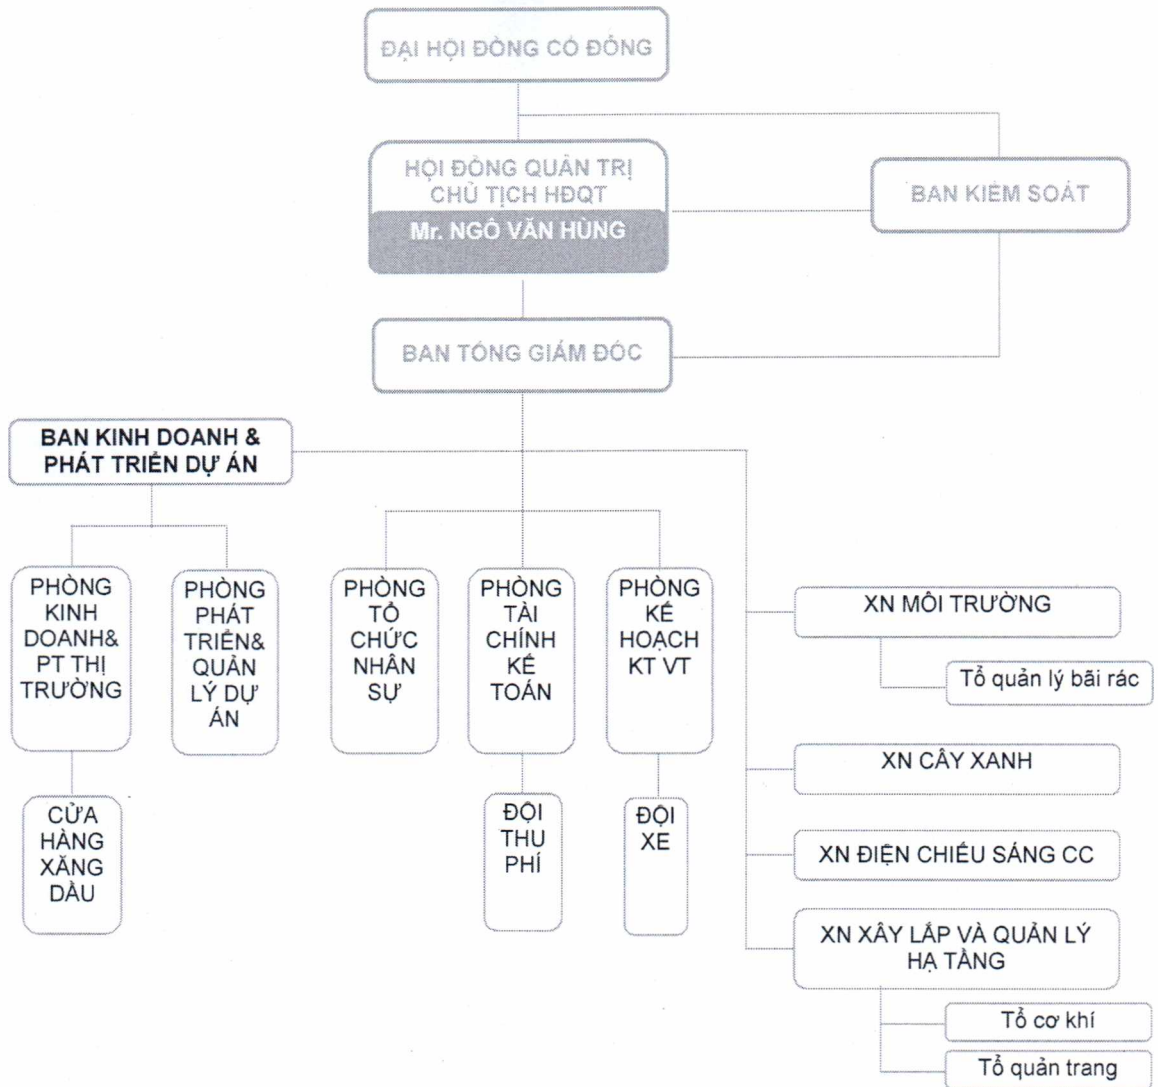 ĐẠI HỘI ĐỒNG CỔ ĐÔNG
HỘI ĐỒNG QUẢN TRỊ
CHỦ TỊCH HĐQT
Mr. NGÔ VĂN HÙNG
BAN KIỂM SOÁT
BAN TỔNG GIÁM ĐỐC
BAN KINH DOANH &
PHÁT TRIỂN DỰ ÁN
PHÒNG
KINH
DOANH&
PT THỊ
TRƯỜNG
PHÒNG
PHÁT
TRIỂN&
QUẢN
LÝ DỰ
ÁN
PHÒNG
TỔ
CHỨC
NHÂN
SỰ
PHÒNG
TÀI
CHÍNH
KẾ
TOÁN
PHÒNG
KẾ
HOẠCH
KT VT
CỬA
HÀNG
XĂNG
DẦU
ĐỘI
THU
PHÍ
ĐỘI
XE
XN MÔI TRƯỜNG
Tổ quản lý bãi rác
XN CÂY XANH
XN ĐIỆN CHIẾU SÁNG CC
XN XÂY LẮP VÀ QUẢN LÝ
HẠ TẦNG
Tổ cơ khí
Tổ quản trang